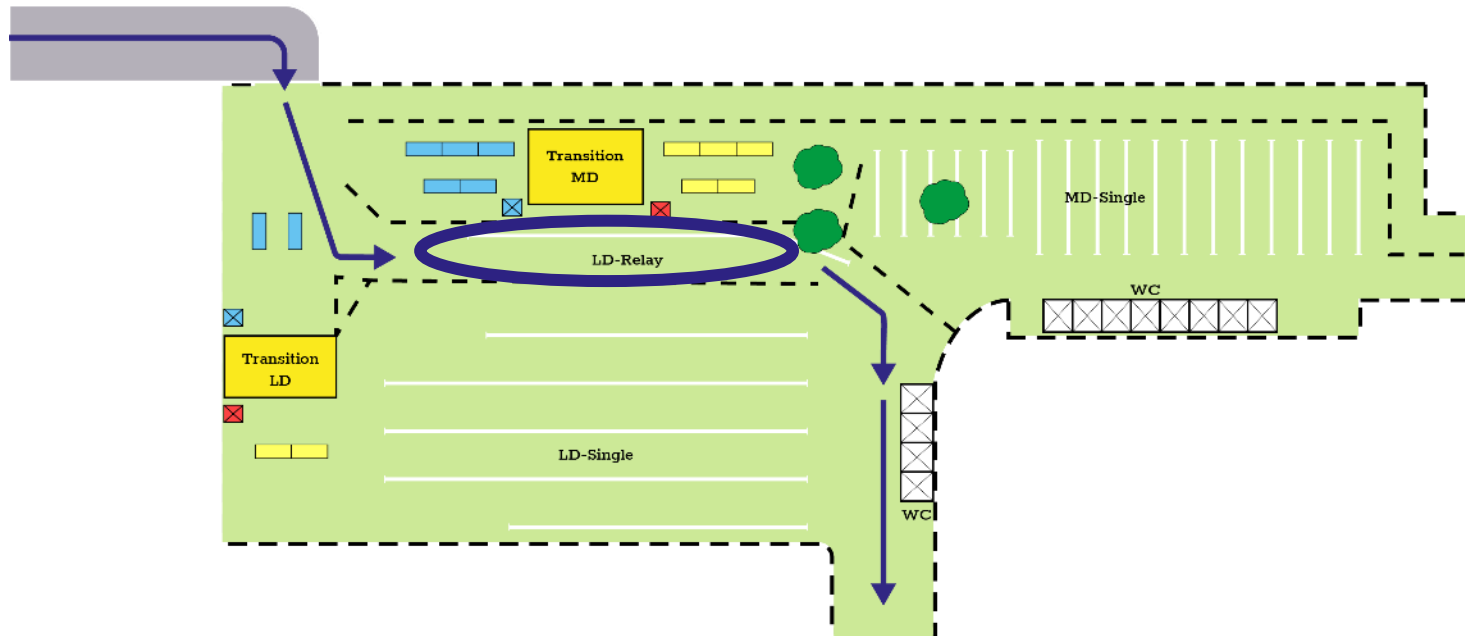 Transition
MD
MD-Single
LD-Relay
WC
Transition
LD
LD-Single
WC